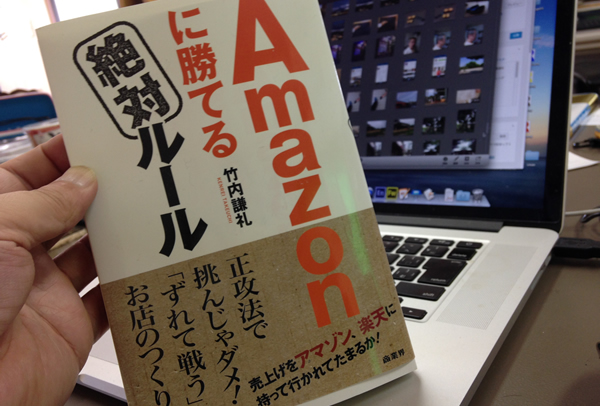 Amazon
に勝てる
絶対ルール
竹内謙礼
正攻法で
挑んじゃダメ！
「ずれて戦う」
お店のつくり
売上げをアマゾン、楽天に
持って行かれてたまるか！
商業界